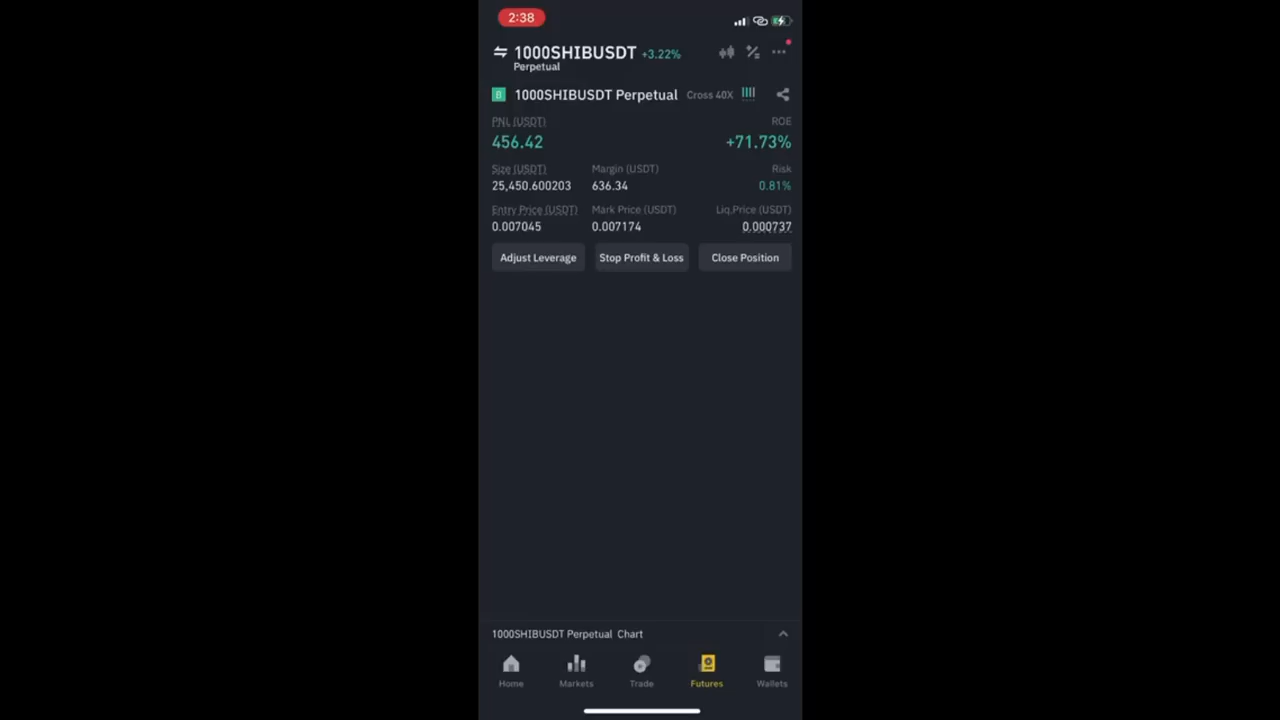 2:38
1000SHIBUSDT +3.22%
Perpetual
B 1000SHIBUSDT Perpetual Cross 40X
PNL (USDT) ROE
456.42 +71.73%
Size (USDT) Margin (USDT) Risk
25,450.600203 636.34 0.81%
Entry Price (USDT) Mark Price (USDT) Liq.Price (USDT)
0.007045 0.007174 0.000737
Adjust Leverage Stop Profit & Loss Close Position
1000SHIBUSDT Perpetual Chart
Home Markets Trade Futures Wallets